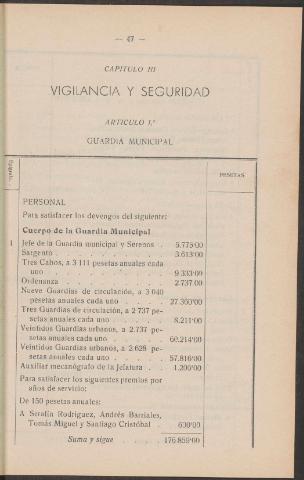 — 47 —
CAPITULO III
VIGILANCIA Y SEGURIDAD
ARTICULO 1.º
GUARDIA MUNICIPAL
PESETAS
PERSONAL
Para satisfacer los devengos del siguiente:
Cuerpo de la Guardia Municipal
1 Jefe de la Guardia municipal y Serenos . 5.775'00
Sargento . . . . . . . . . 3.613'00
Tres Cabos, a 3 111 pesetas anuales cada
uno . . . . . . . . . 9.333'00
Ordenanza . . . . . . . . 2.737'00
Nueve Guardias de circulación, a 3 040
pesetas anuales cada uno . . . . 27.360'00
Tres Guardias de circulación, a 2 737 pe-
setas anuales cada uno . . . . . 8.211'00
Veintidos Guardias urbanos, a 2.737 pe-
setas anuales cada uno . . . . . 60.214'00
Veintidos Guardias urbanos, a 2 628 pe-
setas anuales cada uno . . . . . 57.816'00
Auxiliar mecanógrafo de la Jefatura . . 1.200'00
Para satisfacer los siguientes premios por
años de servicio:
De 150 pesetas anuales:
A Serafín Rodríguez, Andrés Barriales,
Tomás Miguel y Santiago Cristóbal . 600'00
Suma y sigue . . . . 176 859'00